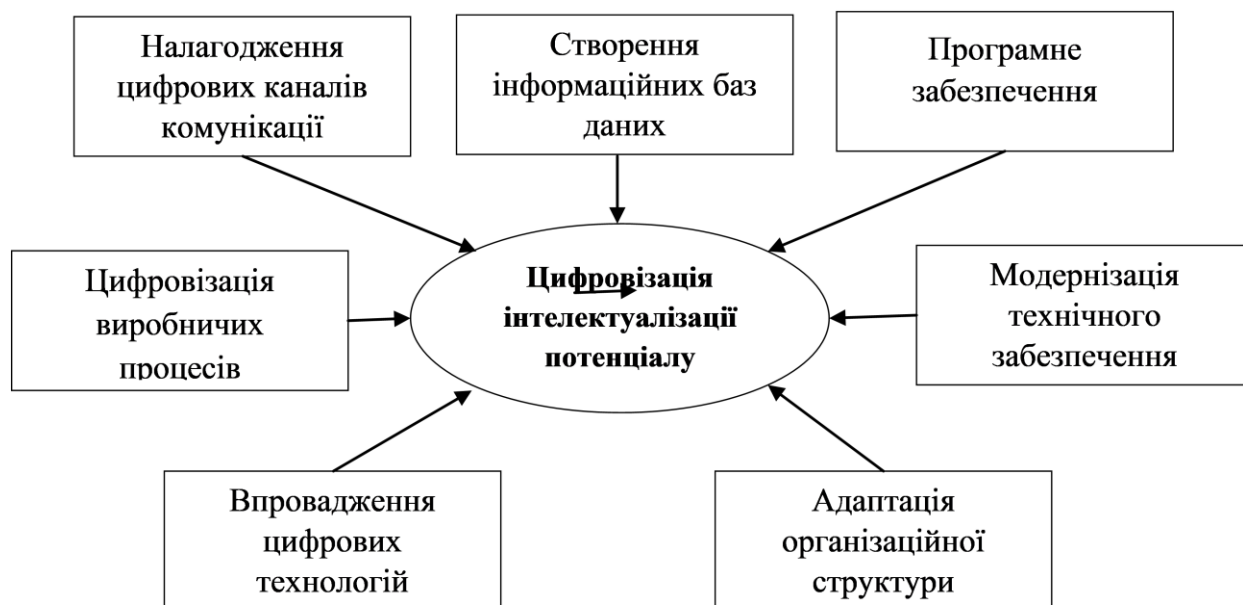 Налагодження
цифрових каналів
комунікації
Створення
інформаційних баз
даних
Програмне
забезпечення
Цифровізація
виробничих
процесів
Цифровізація
інтелектуалізації
потенціалу
Модернізація
технічного
забезпечення
Впровадження
цифрових
технологій
Адаптація
організаційної
структури